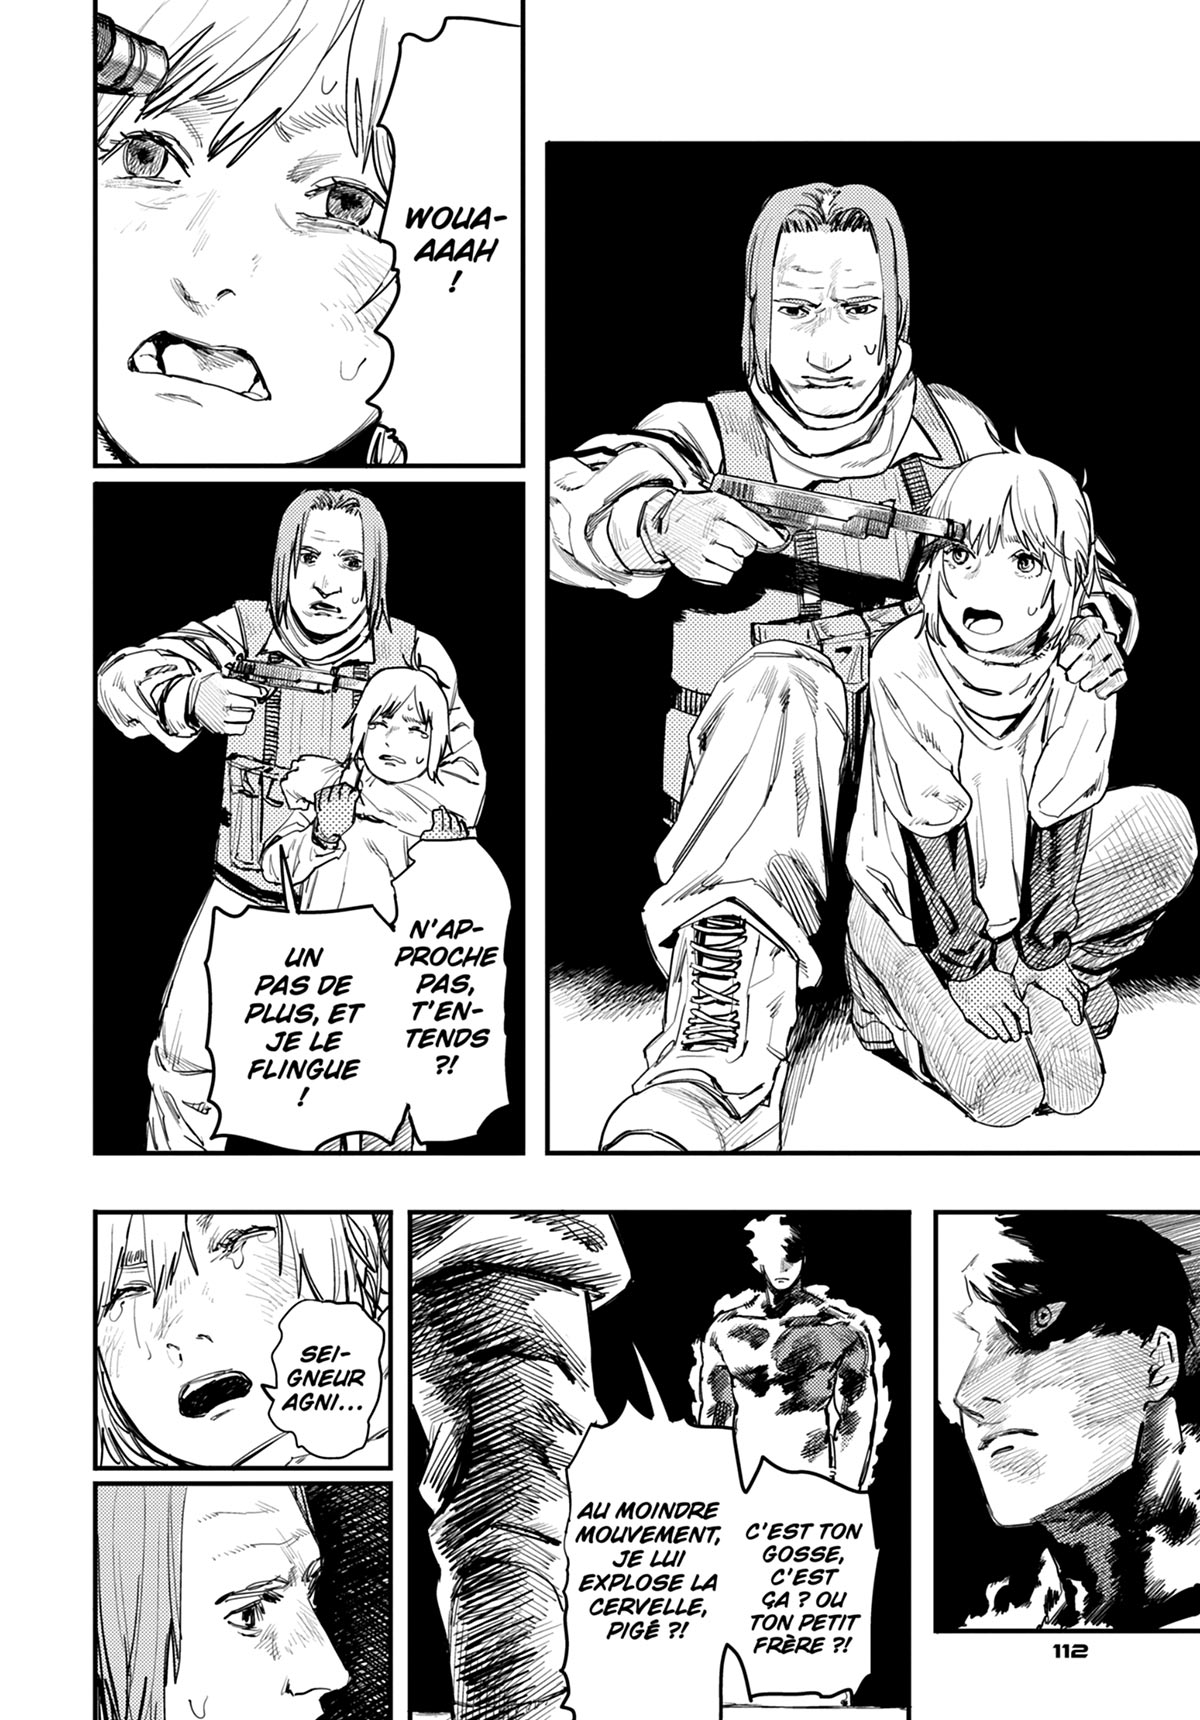 WOUA-
AAAH
!
N'AP-
PROCHE
PAS,
T'EN-
TENDS
?!
UN
PAS DE
PLUS, ET
JE LE
FLINGUE
!
C'EST TON
GOSSE,
C'EST
ÇA ? OU
TON PETIT
FRÈRE ?!
AU MOINDRE
MOUVEMENT,
JE LUI
EXPLOSE LA
CERVELLE,
PIGÉ ?!
SEI-
GNEUR
AGNI...
112